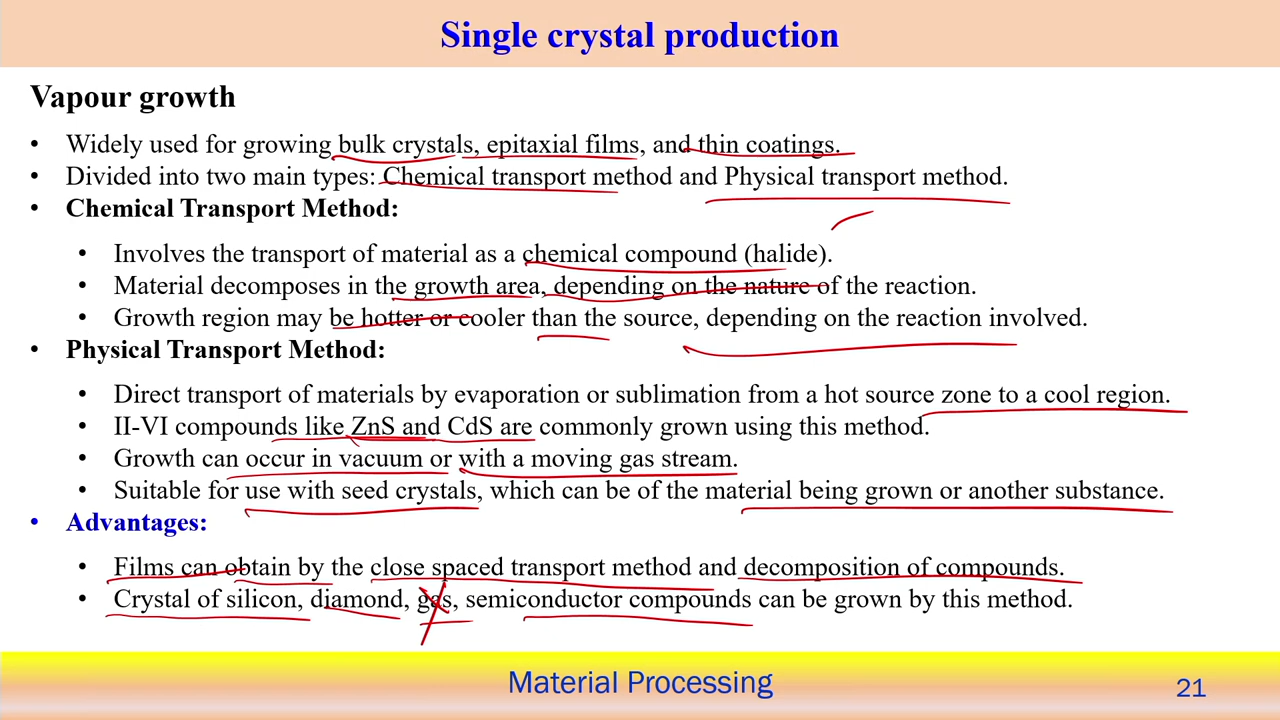 Single crystal production
Vapour growth
• Widely used for growing bulk crystals, epitaxial films, and thin coatings.
• Divided into two main types: Chemical transport method and Physical transport method.
• Chemical Transport Method:
• Involves the transport of material as a chemical compound (halide).
• Material decomposes in the growth area, depending on the nature of the reaction.
• Growth region may be hotter or cooler than the source, depending on the reaction involved.
• Physical Transport Method:
• Direct transport of materials by evaporation or sublimation from a hot source zone to a cool region.
• II-VI compounds like ZnS and CdS are commonly grown using this method.
• Growth can occur in vacuum or with a moving gas stream.
• Suitable for use with seed crystals, which can be of the material being grown or another substance.
• Advantages:
• Films can obtain by the close spaced transport method and decomposition of compounds.
• Crystal of silicon, diamond, gas, semiconductor compounds can be grown by this method.
Material Processing
21